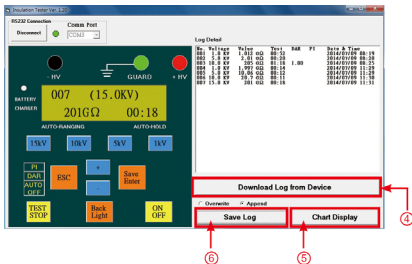 Insulation Tester Ver. 1.20
RS232 Connection
Disconnect
Comm Port
COM3
- HV
GUARD
+ HV
BATTERY
CHARGER
007 (15.0KV)
201GΩ 00:18
AUTO-RANGING AUTO-HOLD
15kV 10kV 5kV 1kV
PI
DAR
AUTO
OFF
ESC
+
-
Save
Enter
TEST
STOP
Back
Light
ON
OFF
Log Detail
No. Voltage Value Test DAR PI Date & Time
001 1.0 KV 1.012 GΩ 00:52 2014/07/09 08:19
002 5.0 KV 2.01 GΩ 00:20 2014/07/09 08:20
003 10.0 KV 205 GΩ 01:18 1.00 2014/07/09 08:25
004 1.0 KV 1.997 GΩ 00:14 2014/07/09 11:29
005 5.0 KV 10.06 GΩ 00:12 2014/07/09 11:29
006 10.0 KV 20.7 GΩ 00:11 2014/07/09 11:30
007 15.0 KV 201 GΩ 00:18 2014/07/09 11:31
Download Log from Device
Overwrite Append
Save Log Chart Display
④
⑥ ⑤